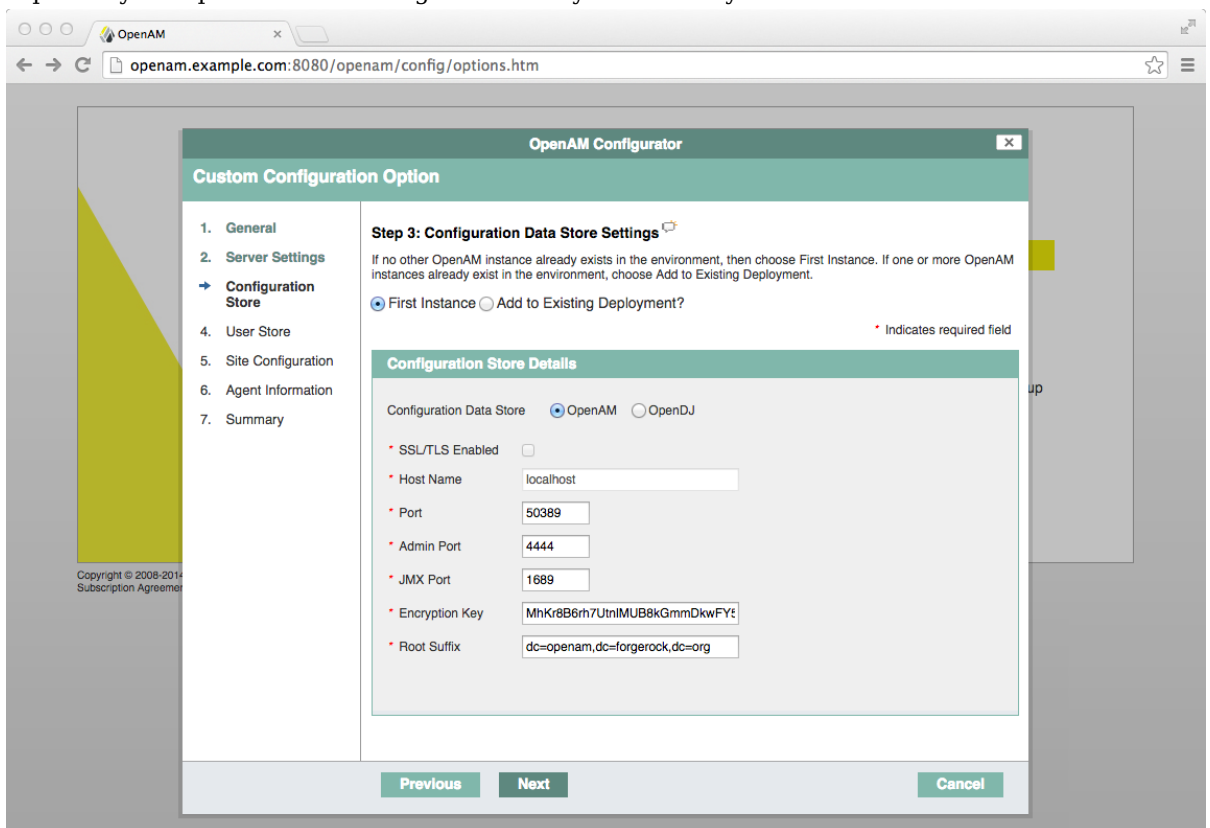 OpenAM
openam.example.com:8080/openam/config/options.htm
OpenAM Configurator
Custom Configuration Option
1. General
2. Server Settings
Configuration
Store
4. User Store
5. Site Configuration
6. Agent Information
7. Summary
Step 3: Configuration Data Store Settings
If no other OpenAM instance already exists in the environment, then choose First Instance. If one or more OpenAM
instances already exist in the environment, choose Add to Existing Deployment.
First Instance Add to Existing Deployment?
* Indicates required field
Configuration Store Details
Configuration Data Store OpenAM OpenDJ
* SSL/TLS Enabled
* Host Name localhost
* Port 50389
* Admin Port 4444
* JMX Port 1689
* Encryption Key
* Root Suffix dc=openam,dc=forgerock,dc=org
Previous Next Cancel
up
Copyright © 2008-2014
Subscription